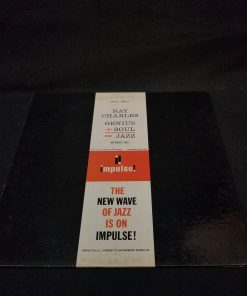 RAY
CHARLES
GENIUS
+ SOUL
= JAZZ
impulse!
THE
NEW WAVE
OF JAZZ
IS ON
IMPULSE!